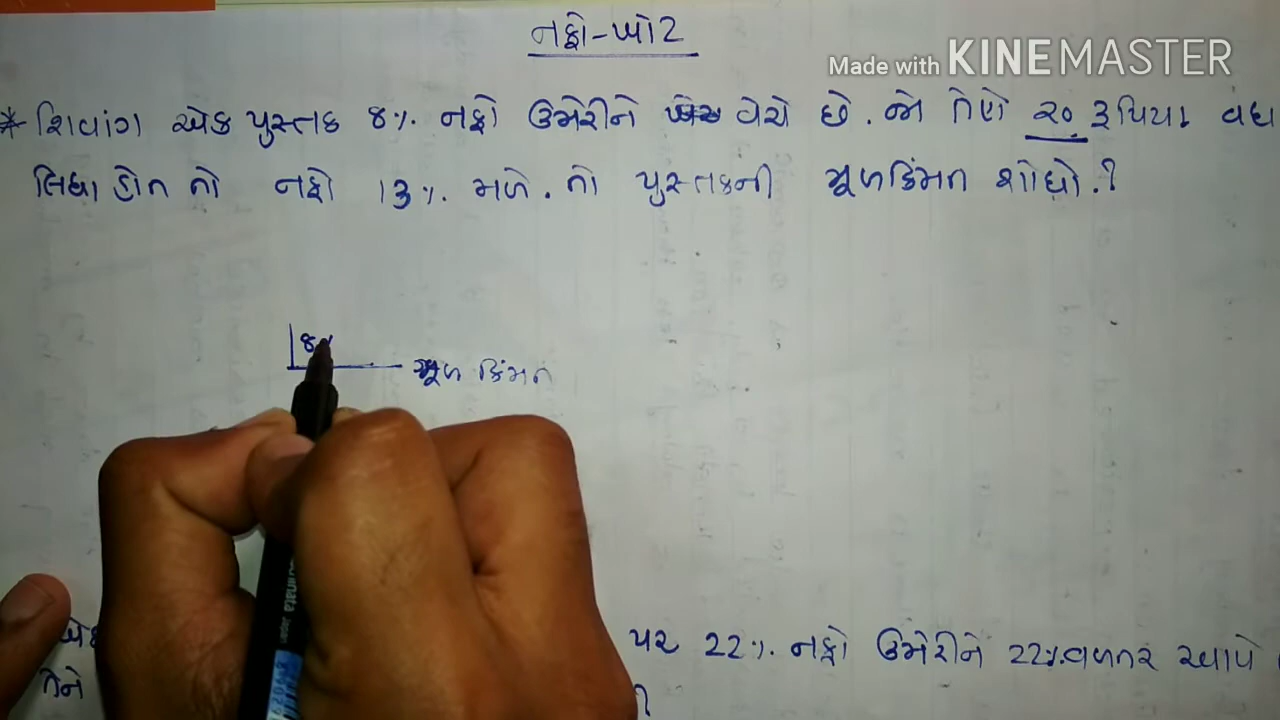 નફો-ખોટ
Made with KINEMASTER
* શિવાંગ એક પુસ્તક ૪%. નફો ઉમેરીને વેચે છે. જો તેણે ૨૦ રૂપિયા વધુ
લિધા હોત તો નફો 13%. મળે. તો પુસ્તકની મૂળકિંમત શોધો.?
૪%
મૂળ કિંમત
પર 22%. નફો ઉમેરીને 22%.વળતર આપે
તેને